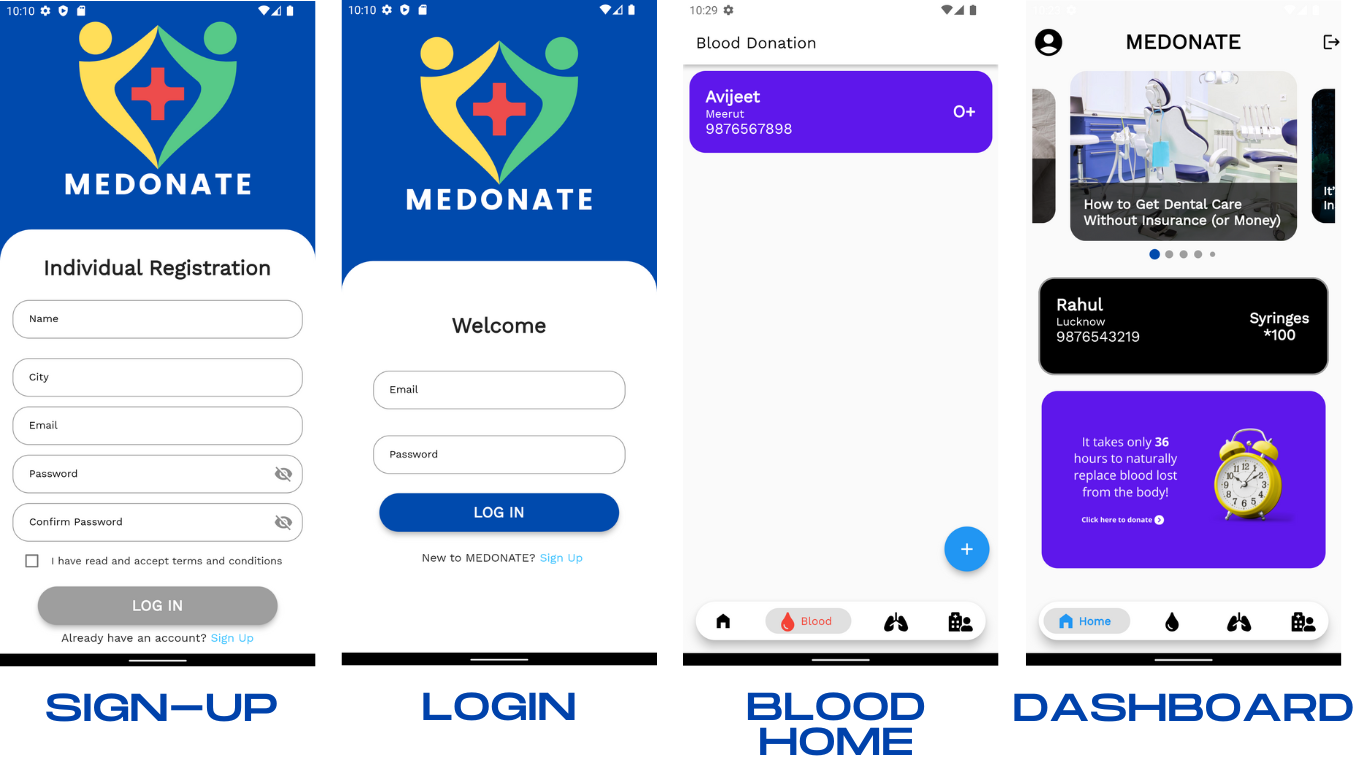 10:10
MEDONATE
Individual Registration
Name
City
Email
Password
Confirm Password
I have read and accept terms and conditions
LOG IN
Already have an account? Sign Up
SIGN-UP
10:10
MEDONATE
Welcome
Email
Password
LOG IN
New to MEDONATE? Sign Up
LOGIN
10:29
Blood Donation
Avijeet
Meerut
9876567898
O+
+
Blood
BLOOD
HOME
MEDONATE
How to Get Dental Care
Without Insurance (or Money)
It'
In
Rahul
Lucknow
9876543219
Syringes
*100
It takes only 36
hours to naturally
replace blood lost
from the body!
Click here to donate
Home
DASHBOARD